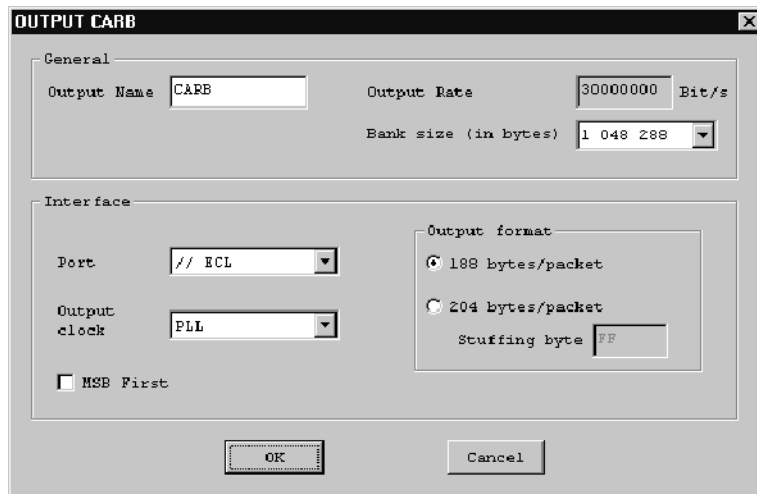 OUTPUT CARB
General
Output Name CARB
Output Rate 30000000 Bit/s
Bank size (in bytes) 1 048 288
Interface
Port // ECL
Output clock PLL
MSB First
Output format
188 bytes/packet
204 bytes/packet
Stuffing byte FF
OK Cancel